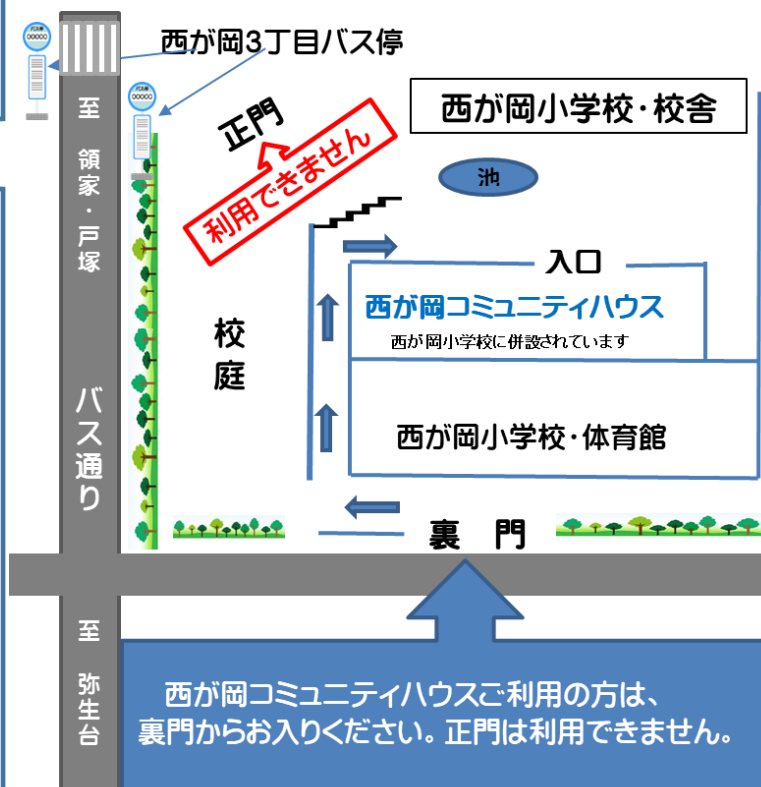 バス停
○○○○○
西が岡3丁目バス停
バス停
○○○○○
至 領家・戸塚
正門
利用できません
西が岡小学校・校舎
池
入口
西が岡コミュニティハウス
西が岡小学校に併設されています
校庭
バス通り
西が岡小学校・体育館
裏 門
至 弥生台
西が岡コミュニティハウスご利用の方は、
裏門からお入りください。正門は利用できません。